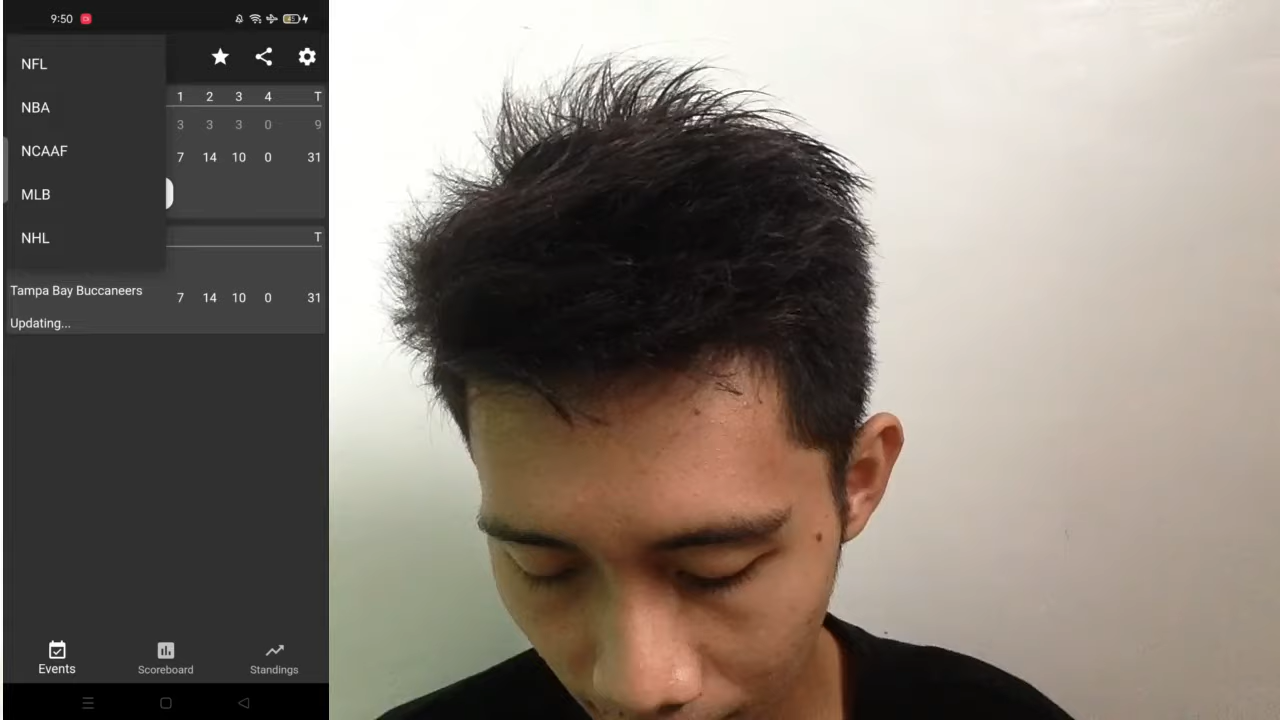 9:50
NFL
NBA
NCAAF
MLB
NHL
1 2 3 4 T
3 3 3 0 9
7 14 10 0 31
T
Tampa Bay Buccaneers 7 14 10 0 31
Updating...
Events Scoreboard Standings